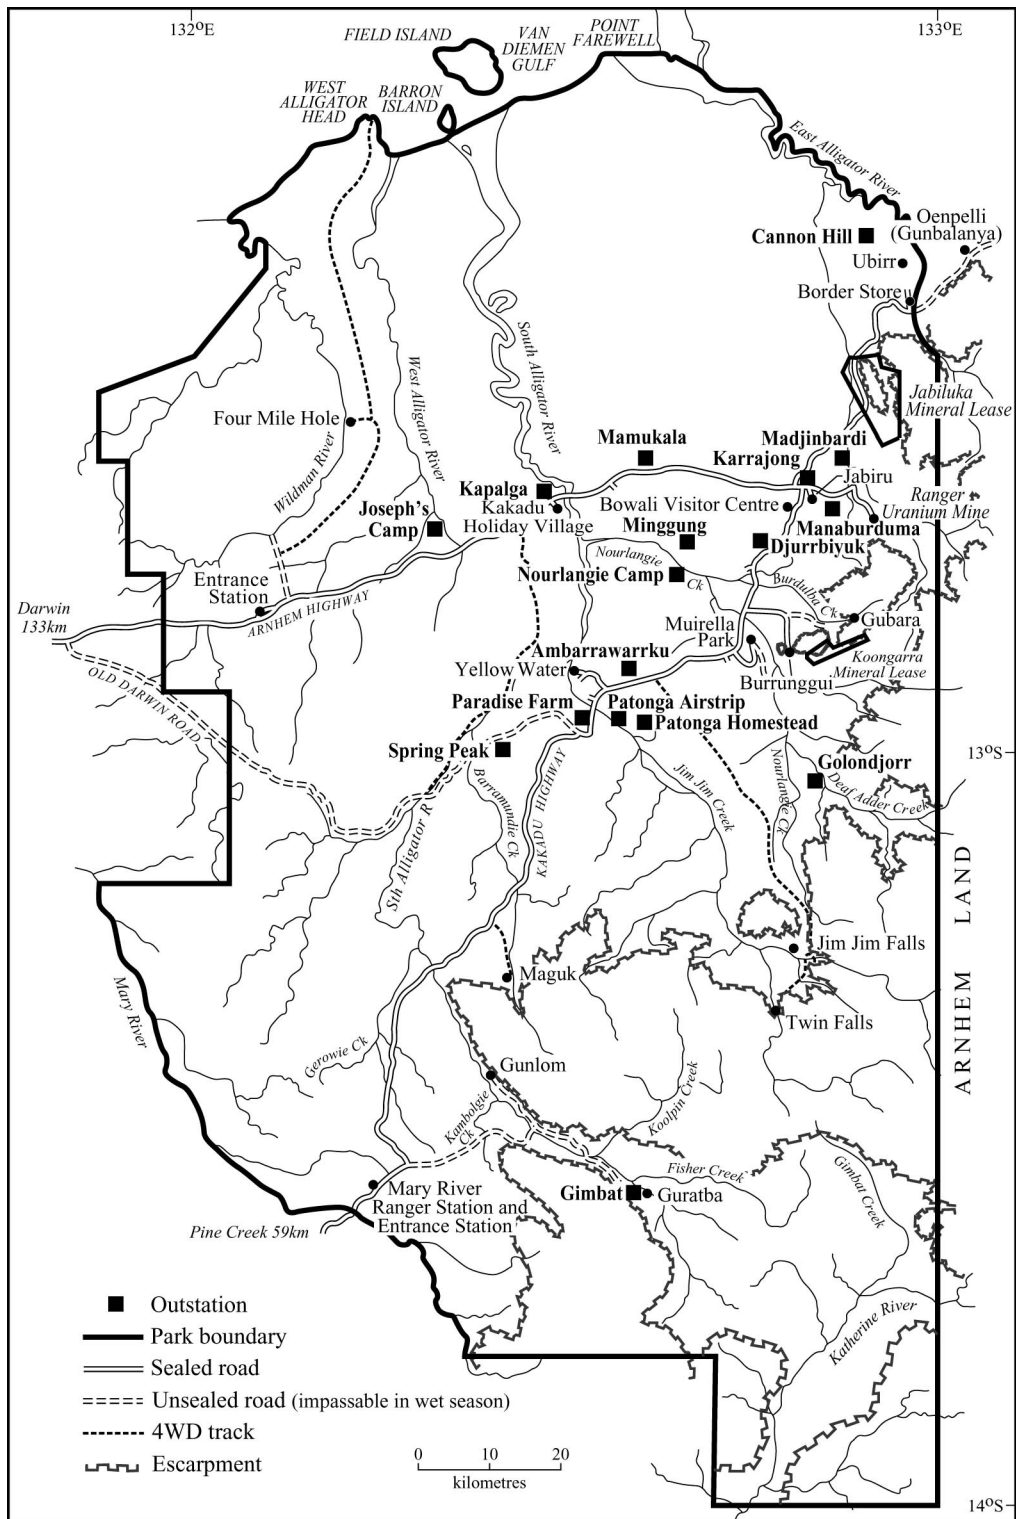 132ºE
133ºE
FIELD ISLAND
VAN
DIEMEN
GULF
POINT
FAREWELL
WEST
ALLIGATOR
HEAD
BARRON
ISLAND
East Alligator River
Oenpelli
(Gunbalanya)
Cannon Hill
Ubirr
Border Store
South Alligator River
West Alligator River
Jabiluka
Mineral Lease
Four Mile Hole
Wildman River
Mamukala
Madjinbardi
Karrajong
Jabiru
Kapalga
Kakadu
Holiday Village
Bowali Visitor Centre
Ranger
Uranium Mine
Joseph's
Camp
Minggung
Manaburduma
Djurrbiyuk
Nourlangie
Ck
Nourlangie Camp
Burdulba Ck
Entrance
Station
Darwin
133km
ARNHEM HIGHWAY
Gubara
Muirella
Park
Ambarrawarrku
Koongarra
Mineral Lease
Yellow Water
Burrunggui
OLD DARWIN ROAD
Paradise Farm
Patonga Airstrip
Patonga Homestead
Spring Peak
13ºS
Golondjorr
Barramundie Ck
KAKADU HIGHWAY
Jim Jim Creek
Nourlangie Ck
Deaf Adder Creek
Sth Alligator R
ARNHEM LAND
Jim Jim Falls
Maguk
Mary River
Twin Falls
Gerowie Ck
Gunlom
Kambolgie
Ck
Koolpin Creek
Fisher Creek
Gimbat Creek
Mary River
Ranger Station and
Entrance Station
Gimbat
Guratba
Pine Creek 59km
Katherine River
Outstation
Park boundary
Sealed road
Unsealed road (impassable in wet season)
4WD track
Escarpment
0 10 20
kilometres
14ºS